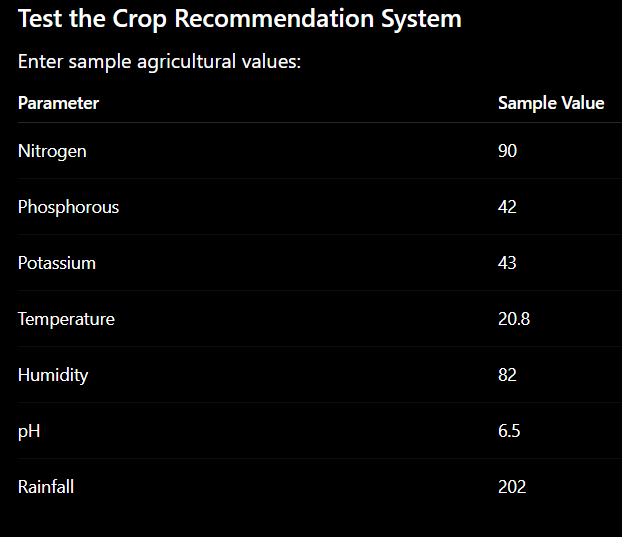 Test the Crop Recommendation System
Enter sample agricultural values:
Parameter Sample Value
Nitrogen 90
Phosphorous 42
Potassium 43
Temperature 20.8
Humidity 82
pH 6.5
Rainfall 202